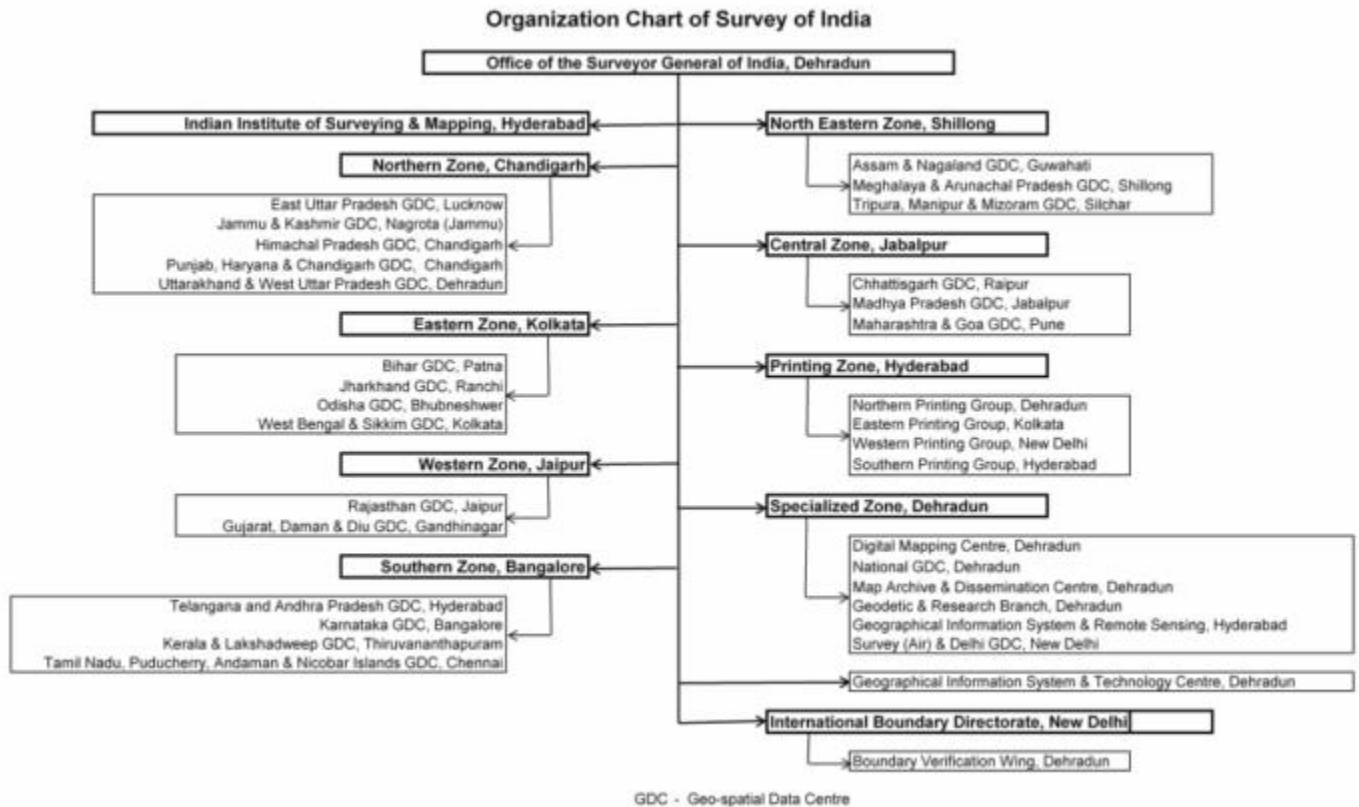 Organization Chart of Survey of India
Office of the Surveyor General of India, Dehradun
Indian Institute of Surveying & Mapping, Hyderabad
Northern Zone, Chandigarh
East Uttar Pradesh GDC, Lucknow
Jammu & Kashmir GDC, Nagrota (Jammu)
Himachal Pradesh GDC, Chandigarh
Punjab, Haryana & Chandigarh GDC, Chandigarh
Uttarakhand & West Uttar Pradesh GDC, Dehradun
Eastern Zone, Kolkata
Bihar GDC, Patna
Jharkhand GDC, Ranchi
Odisha GDC, Bhubneshwer
West Bengal & Sikkim GDC, Kolkata
Western Zone, Jaipur
Rajasthan GDC, Jaipur
Gujarat, Daman & Diu GDC, Gandhinagar
Southern Zone, Bangalore
Telangana and Andhra Pradesh GDC, Hyderabad
Karnataka GDC, Bangalore
Kerala & Lakshadweep GDC, Thiruvananthapuram
Tamil Nadu, Puducherry, Andaman & Nicobar Islands GDC, Chennai
North Eastern Zone, Shillong
Assam & Nagaland GDC, Guwahati
Meghalaya & Arunachal Pradesh GDC, Shillong
Tripura, Manipur & Mizoram GDC, Silchar
Central Zone, Jabalpur
Chhattisgarh GDC, Raipur
Madhya Pradesh GDC, Jabalpur
Maharashtra & Goa GDC, Pune
Printing Zone, Hyderabad
Northern Printing Group, Dehradun
Eastern Printing Group, Kolkata
Western Printing Group, New Delhi
Southern Printing Group, Hyderabad
Specialized Zone, Dehradun
Digital Mapping Centre, Dehradun
National GDC, Dehradun
Map Archive & Dissemination Centre, Dehradun
Geodetic & Research Branch, Dehradun
Geographical Information System & Remote Sensing, Hyderabad
Survey (Air) & Delhi GDC, New Delhi
Geographical Information System & Technology Centre, Dehradun
International Boundary Directorate, New Delhi
Boundary Verification Wing, Dehradun
GDC - Geo-spatial Data Centre